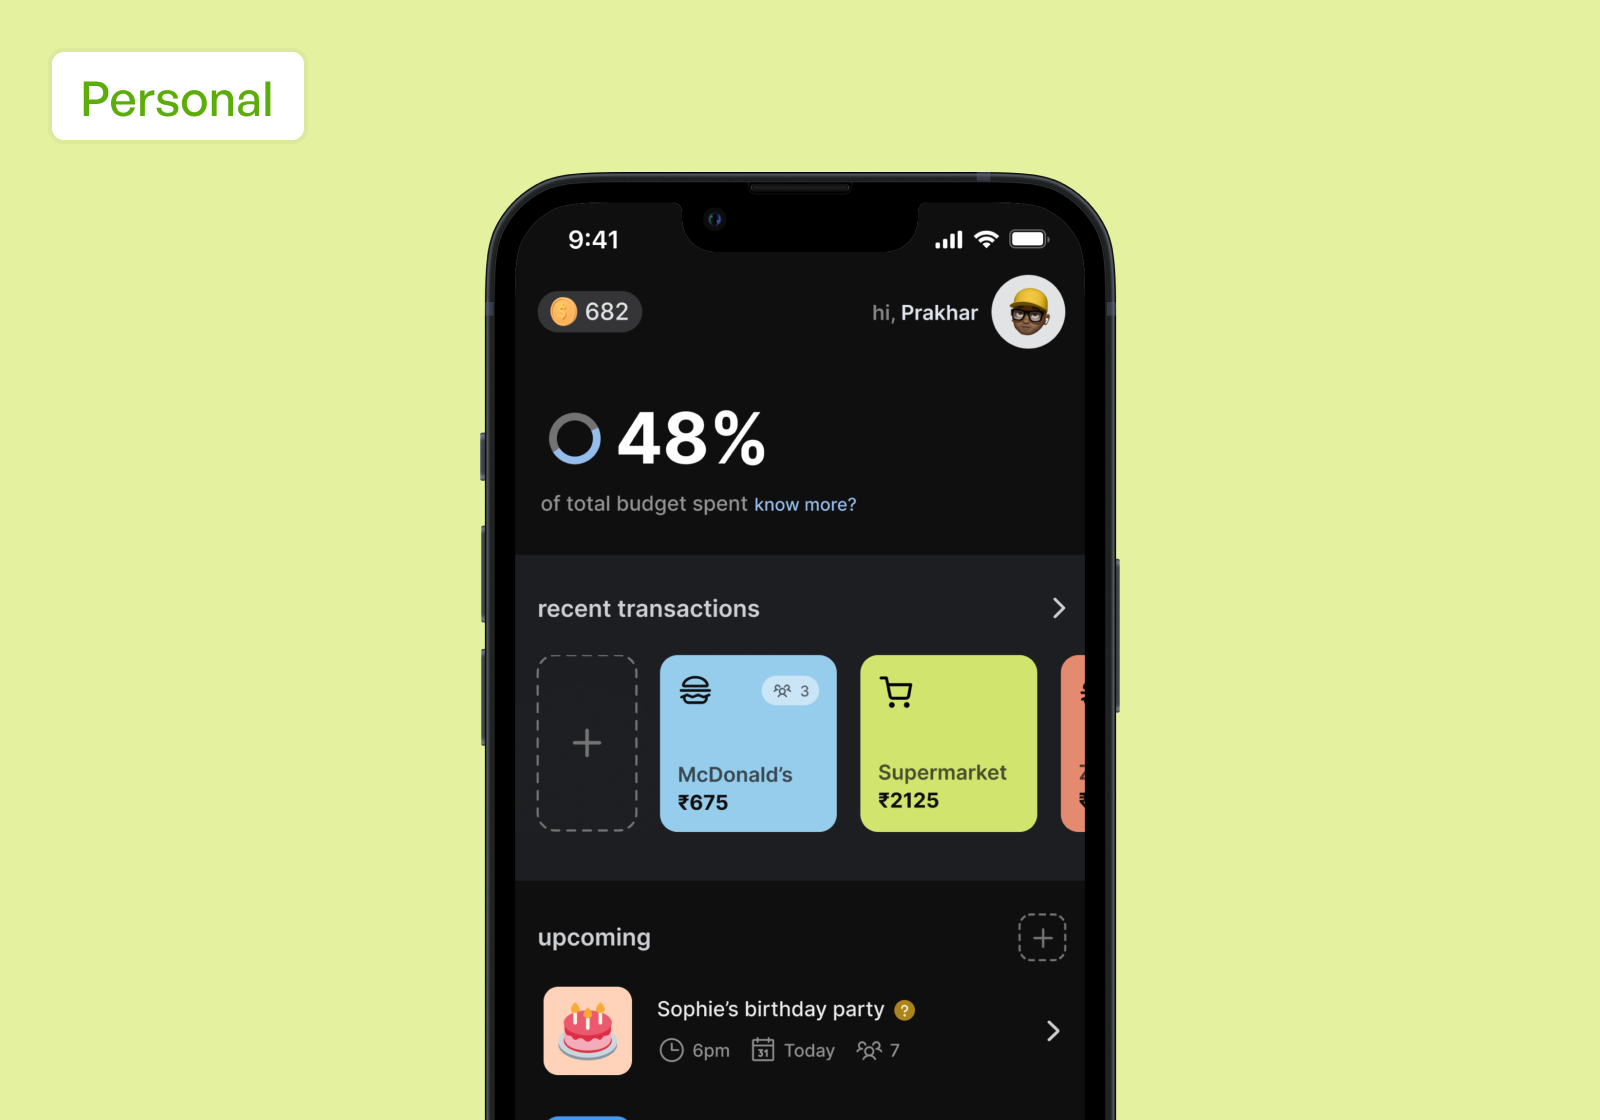 Personal
9:41
682
hi, Prakhar
48%
of total budget spent know more?
recent transactions
3
McDonald’s
₹675
Supermarket
₹2125
upcoming
Sophie’s birthday party ?
6pm 31 Today 7